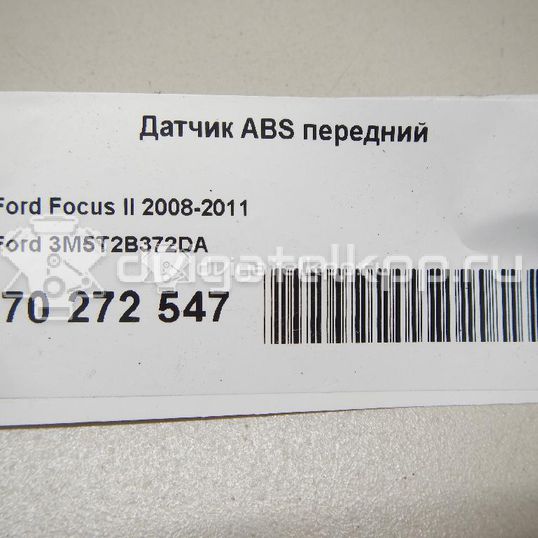 Датчик ABS передний
Ford Focus II 2008-2011
Ford 3M5T2B372DA
70 272 547